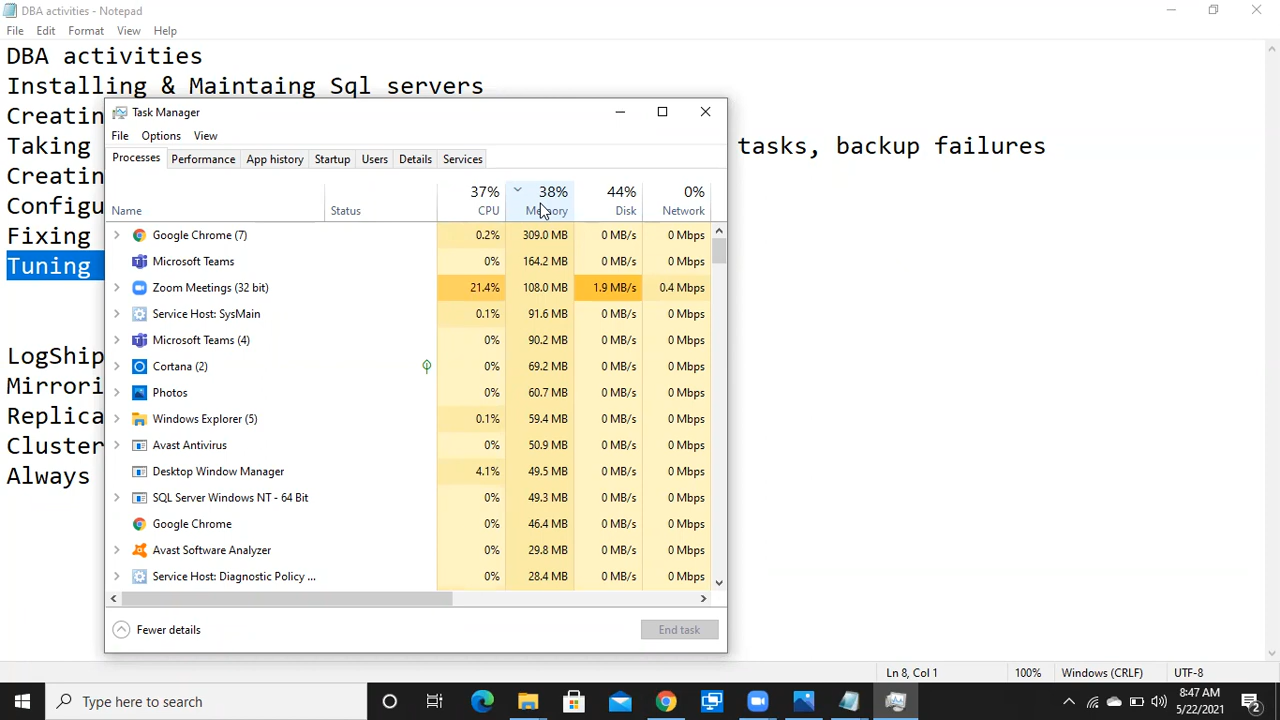 DBA activities - Notepad
File Edit Format View Help
DBA activities
Installing & Maintaing Sql servers
Creatin
Taking tasks, backup failures
Creatin
Configu
Fixing
Tuning
LogShip
Mirrori
Replica
Cluster
Always
Task Manager
File Options View
Processes Performance App history Startup Users Details Services
37% 38% 44% 0%
Name Status CPU Memory Disk Network
Google Chrome (7) 0.2% 309.0 MB 0 MB/s 0 Mbps
Microsoft Teams 0% 164.2 MB 0 MB/s 0 Mbps
Zoom Meetings (32 bit) 21.4% 108.0 MB 1.9 MB/s 0.4 Mbps
Service Host: SysMain 0.1% 91.6 MB 0 MB/s 0 Mbps
Microsoft Teams (4) 0% 90.2 MB 0 MB/s 0 Mbps
Cortana (2) 0% 69.2 MB 0 MB/s 0 Mbps
Photos 0% 60.7 MB 0 MB/s 0 Mbps
Windows Explorer (5) 0.1% 59.4 MB 0 MB/s 0 Mbps
Avast Antivirus 0% 50.9 MB 0 MB/s 0 Mbps
Desktop Window Manager 4.1% 49.5 MB 0 MB/s 0 Mbps
SQL Server Windows NT - 64 Bit 0% 49.3 MB 0 MB/s 0 Mbps
Google Chrome 0% 46.4 MB 0 MB/s 0 Mbps
Avast Software Analyzer 0% 29.8 MB 0 MB/s 0 Mbps
Service Host: Diagnostic Policy ... 0% 28.4 MB 0 MB/s 0 Mbps
Fewer details End task
Ln 8, Col 1 100% Windows (CRLF) UTF-8
Type here to search
8:47 AM
5/22/2021
2